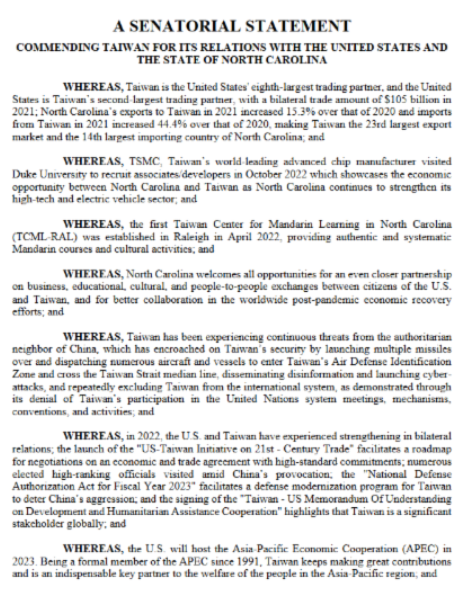 A SENATORIAL STATEMENT
COMMENDING TAIWAN FOR ITS RELATIONS WITH THE UNITED STATES AND
THE STATE OF NORTH CAROLINA
WHEREAS, Taiwan is the United States' eighth-largest trading partner, and the United
States is Taiwan's second-largest trading partner, with a bilateral trade amount of $105 billion in
2021; North Carolina's exports to Taiwan in 2021 increased 15.3% over that of 2020 and imports
from Taiwan in 2021 increased 44.4% over that of 2020, making Taiwan the 23rd largest export
market and the 14th largest importing country of North Carolina; and
WHEREAS, TSMC, Taiwan's world-leading advanced chip manufacturer visited
Duke University to recruit associates/developers in October 2022 which showcases the economic
opportunity between North Carolina and Taiwan as North Carolina continues to strengthen its
high-tech and electric vehicle sector; and
WHEREAS, the first Taiwan Center for Mandarin Learning in North Carolina
(TCML-RAL) was established in Raleigh in April 2022, providing authentic and systematic
Mandarin courses and cultural activities; and
WHEREAS, North Carolina welcomes all opportunities for an even closer partnership
on business, educational, cultural, and people-to-people exchanges between citizens of the U.S.
and Taiwan, and for better collaboration in the worldwide post-pandemic economic recovery
efforts; and
WHEREAS, Taiwan has been experiencing continuous threats from the authoritarian
neighbor of China, which has encroached on Taiwan's security by launching multiple missiles
over and dispatching numerous aircraft and vessels to enter Taiwan's Air Defense Identification
Zone and cross the Taiwan Strait median line, disseminating disinformation and launching cyber-
attacks, and repeatedly excluding Taiwan from the international system, as demonstrated through
its denial of Taiwan's participation in the United Nations system meetings, mechanisms,
conventions, and activities; and
WHEREAS, in 2022, the U.S. and Taiwan have experienced strengthening in bilateral
relations; the launch of the "US-Taiwan Initiative on 21st - Century Trade" facilitates a roadmap
for negotiations on an economic and trade agreement with high-standard commitments; numerous
elected high-ranking officials visited amid China's provocation; the "National Defense
Authorization Act for Fiscal Year 2023" facilitates a defense modernization program for Taiwan
to deter China's aggression; and the signing of the "Taiwan - US Memorandum Of Understanding
on Development and Humanitarian Assistance Cooperation" highlights that Taiwan is a significant
stakeholder globally; and
WHEREAS, the U.S. will host the Asia-Pacific Economic Cooperation (APEC) in
2023. Being a formal member of the APEC since 1991, Taiwan keeps making great contributions
and is an indispensable key partner to the welfare of the people in the Asia-Pacific region; and